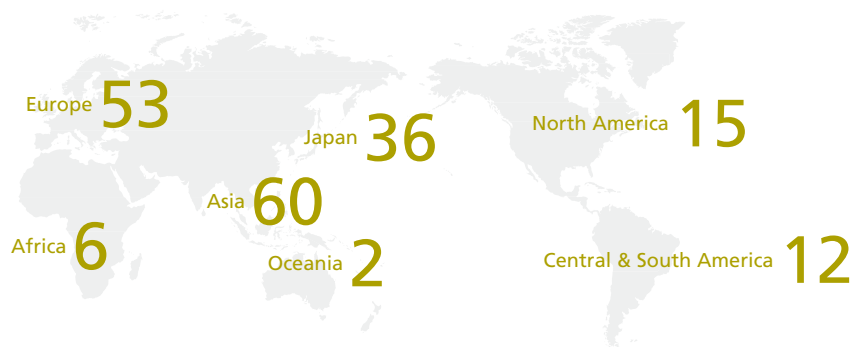 Europe 53
Japan 36
North America 15
Asia 60
Africa 6
Oceania 2
Central & South America 12